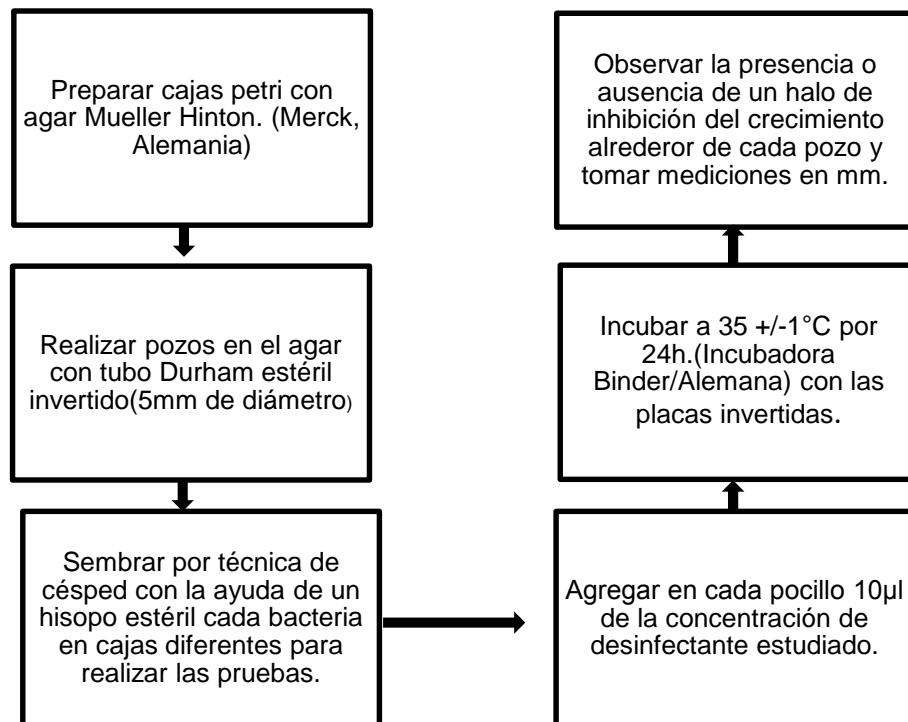 Preparar cajas petri con
agar Mueller Hinton. (Merck,
Alemania)
Realizar pozos en el agar
con tubo Durham estéril
invertido(5mm de diámetro)
Sembrar por técnica de
césped con la ayuda de un
hisopo estéril cada bacteria
en cajas diferentes para
realizar las pruebas.
Agregar en cada pocillo 10µl
de la concentración de
desinfectante estudiado.
Incubar a 35 +/-1°C por
24h.(Incubadora
Binder/Alemana) con las
placas invertidas.
Observar la presencia o
ausencia de un halo de
inhibición del crecimiento
alrederor de cada pozo y
tomar mediciones en mm.